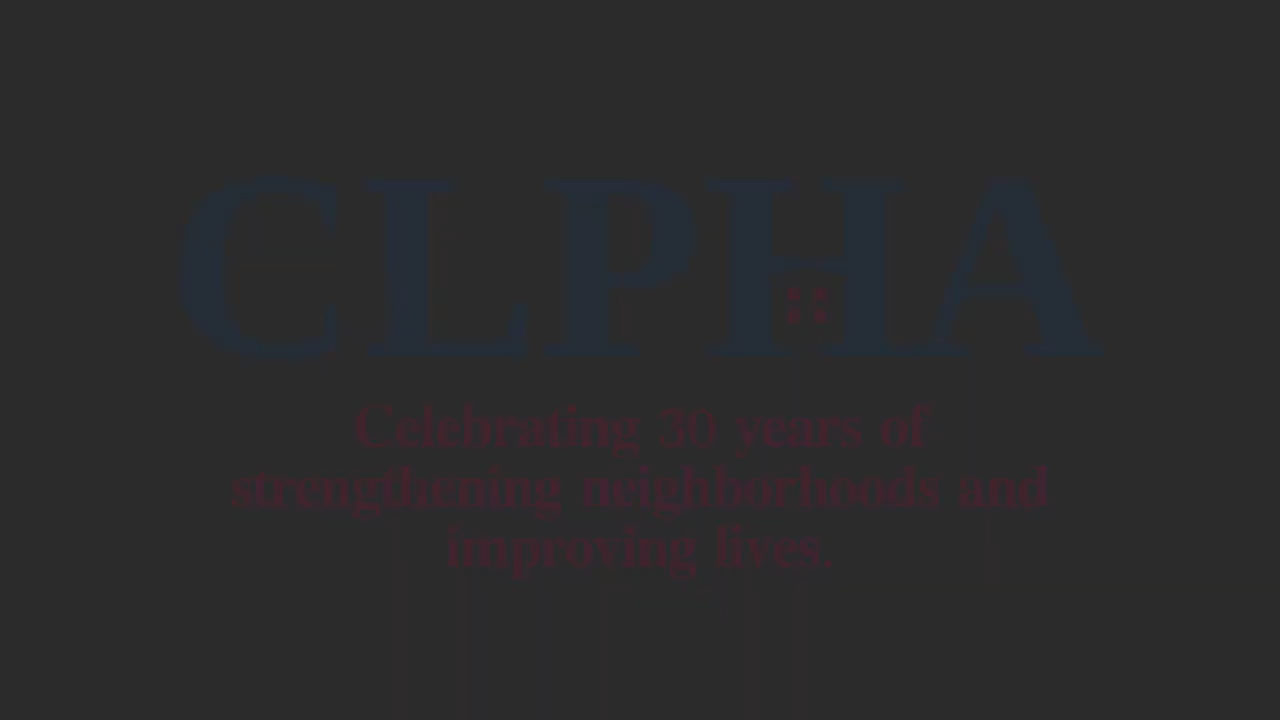 CLPHA
Celebrating 30 years of
strengthening neighborhoods and
improving lives.